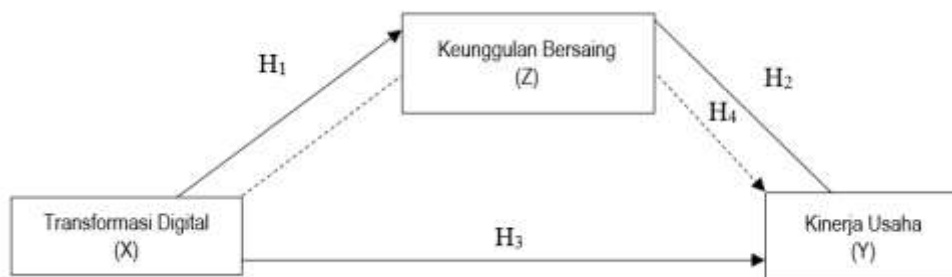 Keunggulan Bersaing
(Z)
H₁
H₂
H₄
Transformasi Digital
(X)
H₃
Kinerja Usaha
(Y)